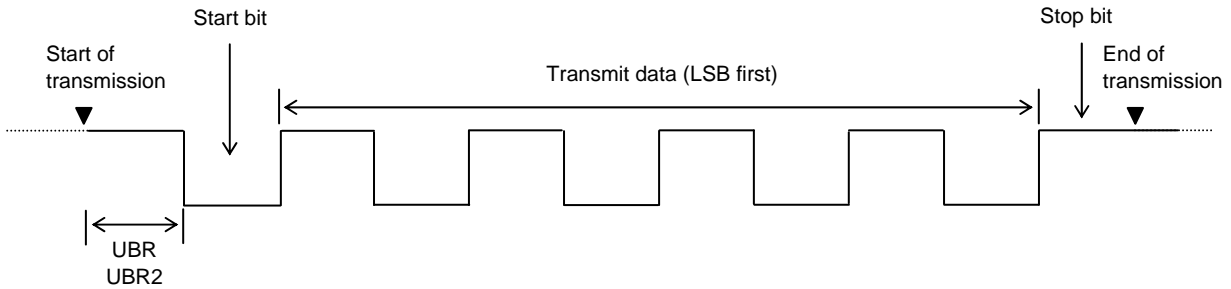 Start bit
Stop bit
Start of
transmission
Transmit data (LSB first)
End of
transmission
UBR
UBR2